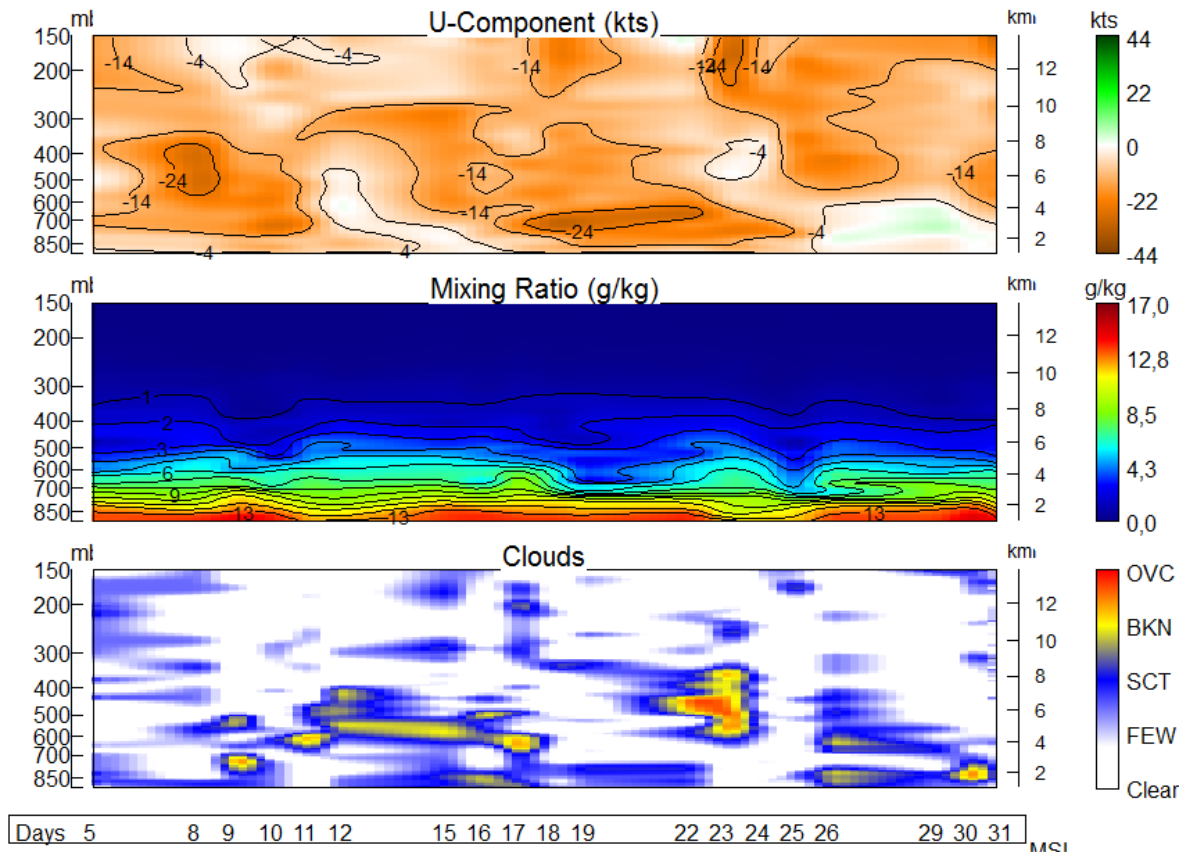 mb U-Component (kts) km kts
150 44
-14 -4 -4 -14 -14 -24 -14
200 12 22
300 10
8 0
400 -4
-24 -14
500 6
-14
600 -14 4 -22
700 -24 -4
850 -4 -4 2 -44
mb Mixing Ratio (g/kg) km g/kg
150 17,0
200 12
12,8
300 10
1
400 8 8,5
2
500 3 6
600 6 4 4,3
700 9
850 13 13 13 2 0,0
mb Clouds km
150 OVC
200 12
BKN
300 10
400 8 SCT
500 6
600 4 FEW
700
850 2 Clear
Days 5 8 9 10 11 12 15 16 17 18 19 22 23 24 25 26 29 30 31
MSL